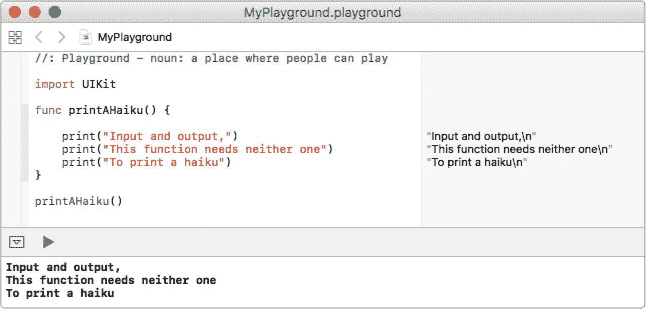 MyPlayground.playground
MyPlayground
//: Playground - noun: a place where people can play
import UIKit
func printAHaiku() {
print("Input and output,")
"Input and output,\n"
print("This function needs neither one")
"This function needs neither one\n"
print("To print a haiku")
"To print a haiku\n"
}
printAHaiku()
Input and output,
This function needs neither one
To print a haiku